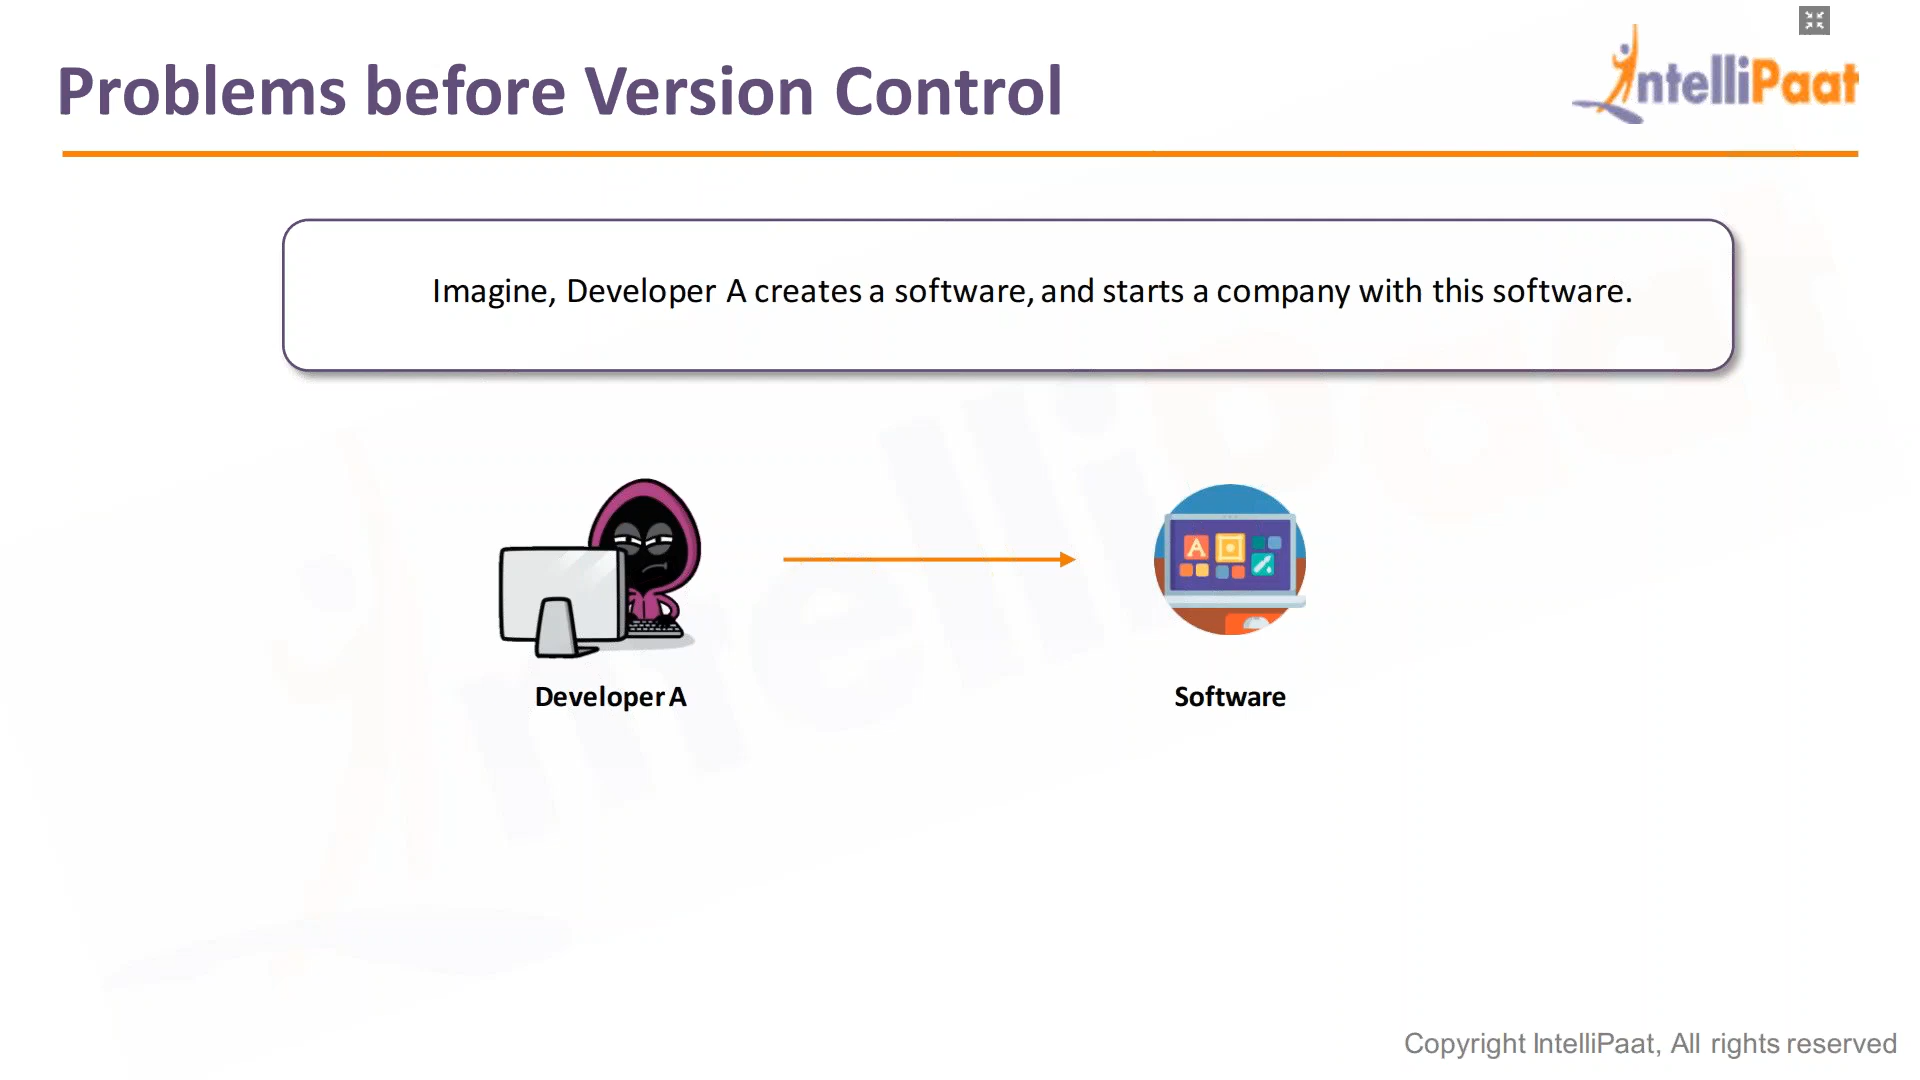 Problems before Version Control
IntelliPaat
Imagine, Developer A creates a software, and starts a company with this software.
A
Developer A
Software
Copyright IntelliPaat, All rights reserved